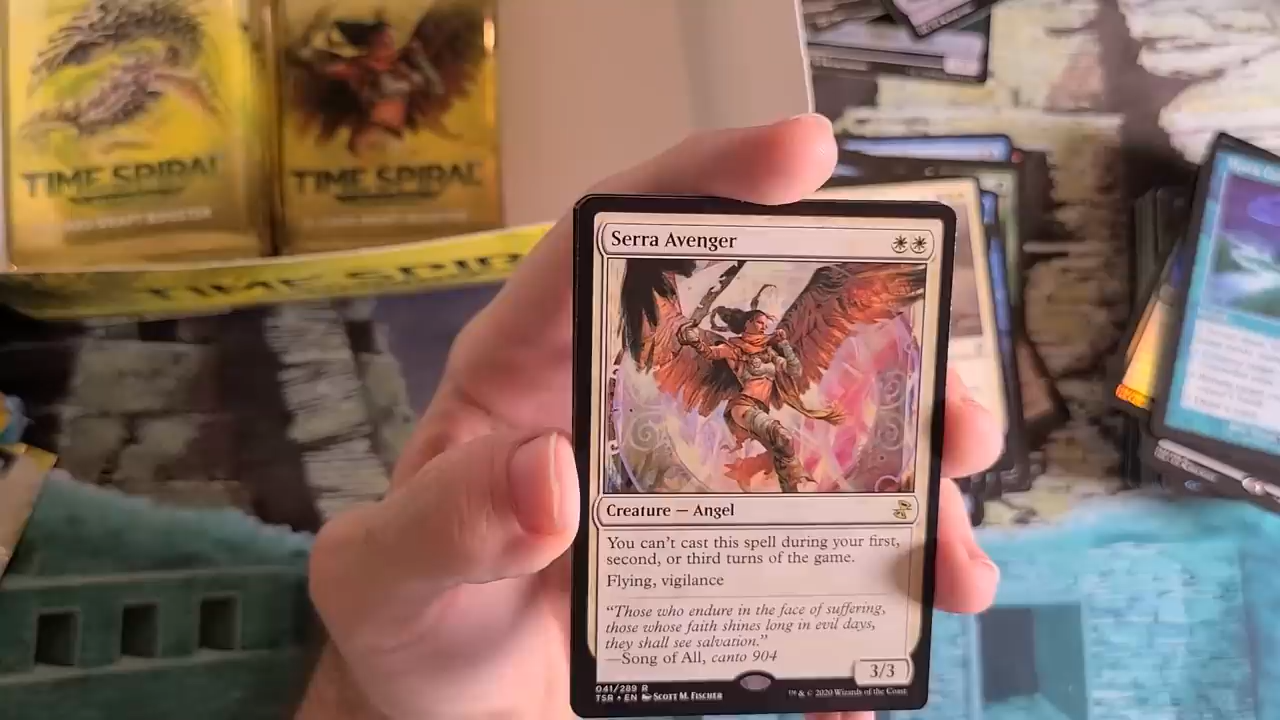 TIME SPIRAL
TIME SPIRAL
TIME SPIR
Serra Avenger
Creature — Angel
You can't cast this spell during your first,
second, or third turns of the game.
Flying, vigilance
"Those who endure in the face of suffering,
those whose faith shines long in evil days,
they shall see salvation."
—Song of All, canto 904
3/3
041/289 R
TSR • EN Scott M. Fischer
™ & © 2020 Wizards of the Coast